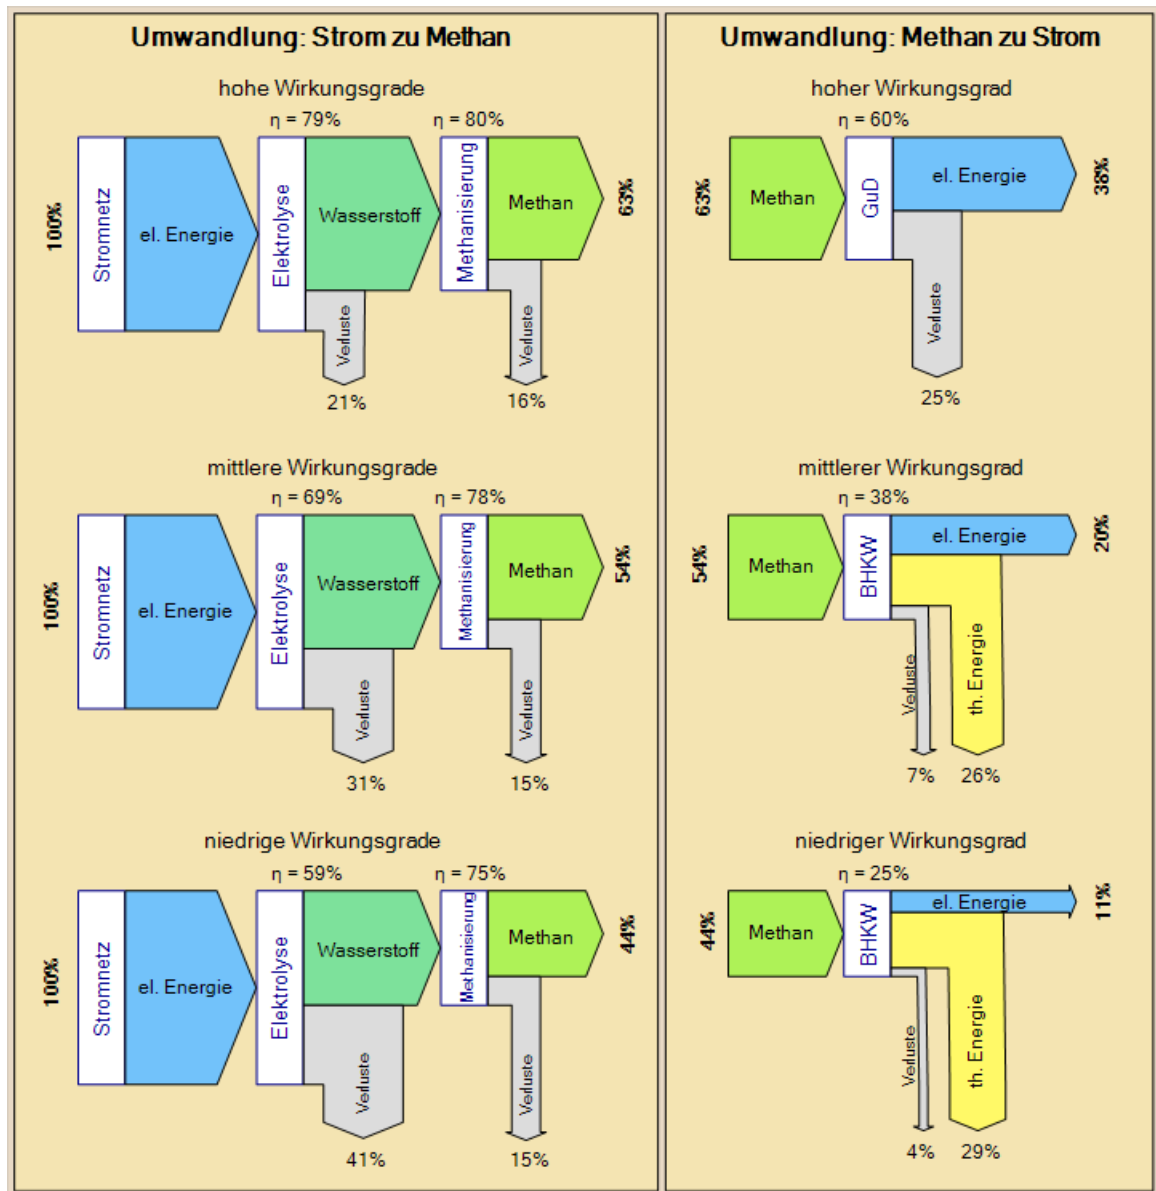 Umwandlung: Strom zu Methan
hohe Wirkungsgrade
η = 79%
η = 80%
100%
Stromnetz
el. Energie
Elektrolyse
Wasserstoff
Methanisierung
Methan
63%
Verluste
Verluste
21%
16%
mittlere Wirkungsgrade
η = 69%
η = 78%
100%
Stromnetz
el. Energie
Elektrolyse
Wasserstoff
Methanisierung
Methan
54%
Verluste
Verluste
31%
15%
niedrige Wirkungsgrade
η = 59%
η = 75%
100%
Stromnetz
el. Energie
Elektrolyse
Wasserstoff
Methanisierung
Methan
44%
Verluste
Verluste
41%
15%
Umwandlung: Methan zu Strom
hoher Wirkungsgrad
η = 60%
63%
Methan
GuD
el. Energie
38%
Verluste
25%
mittlerer Wirkungsgrad
η = 38%
54%
Methan
BHKW
el. Energie
20%
Verluste
th. Energie
7%
26%
niedriger Wirkungsgrad
η = 25%
44%
Methan
BHKW
el. Energie
11%
Verluste
th. Energie
4%
29%